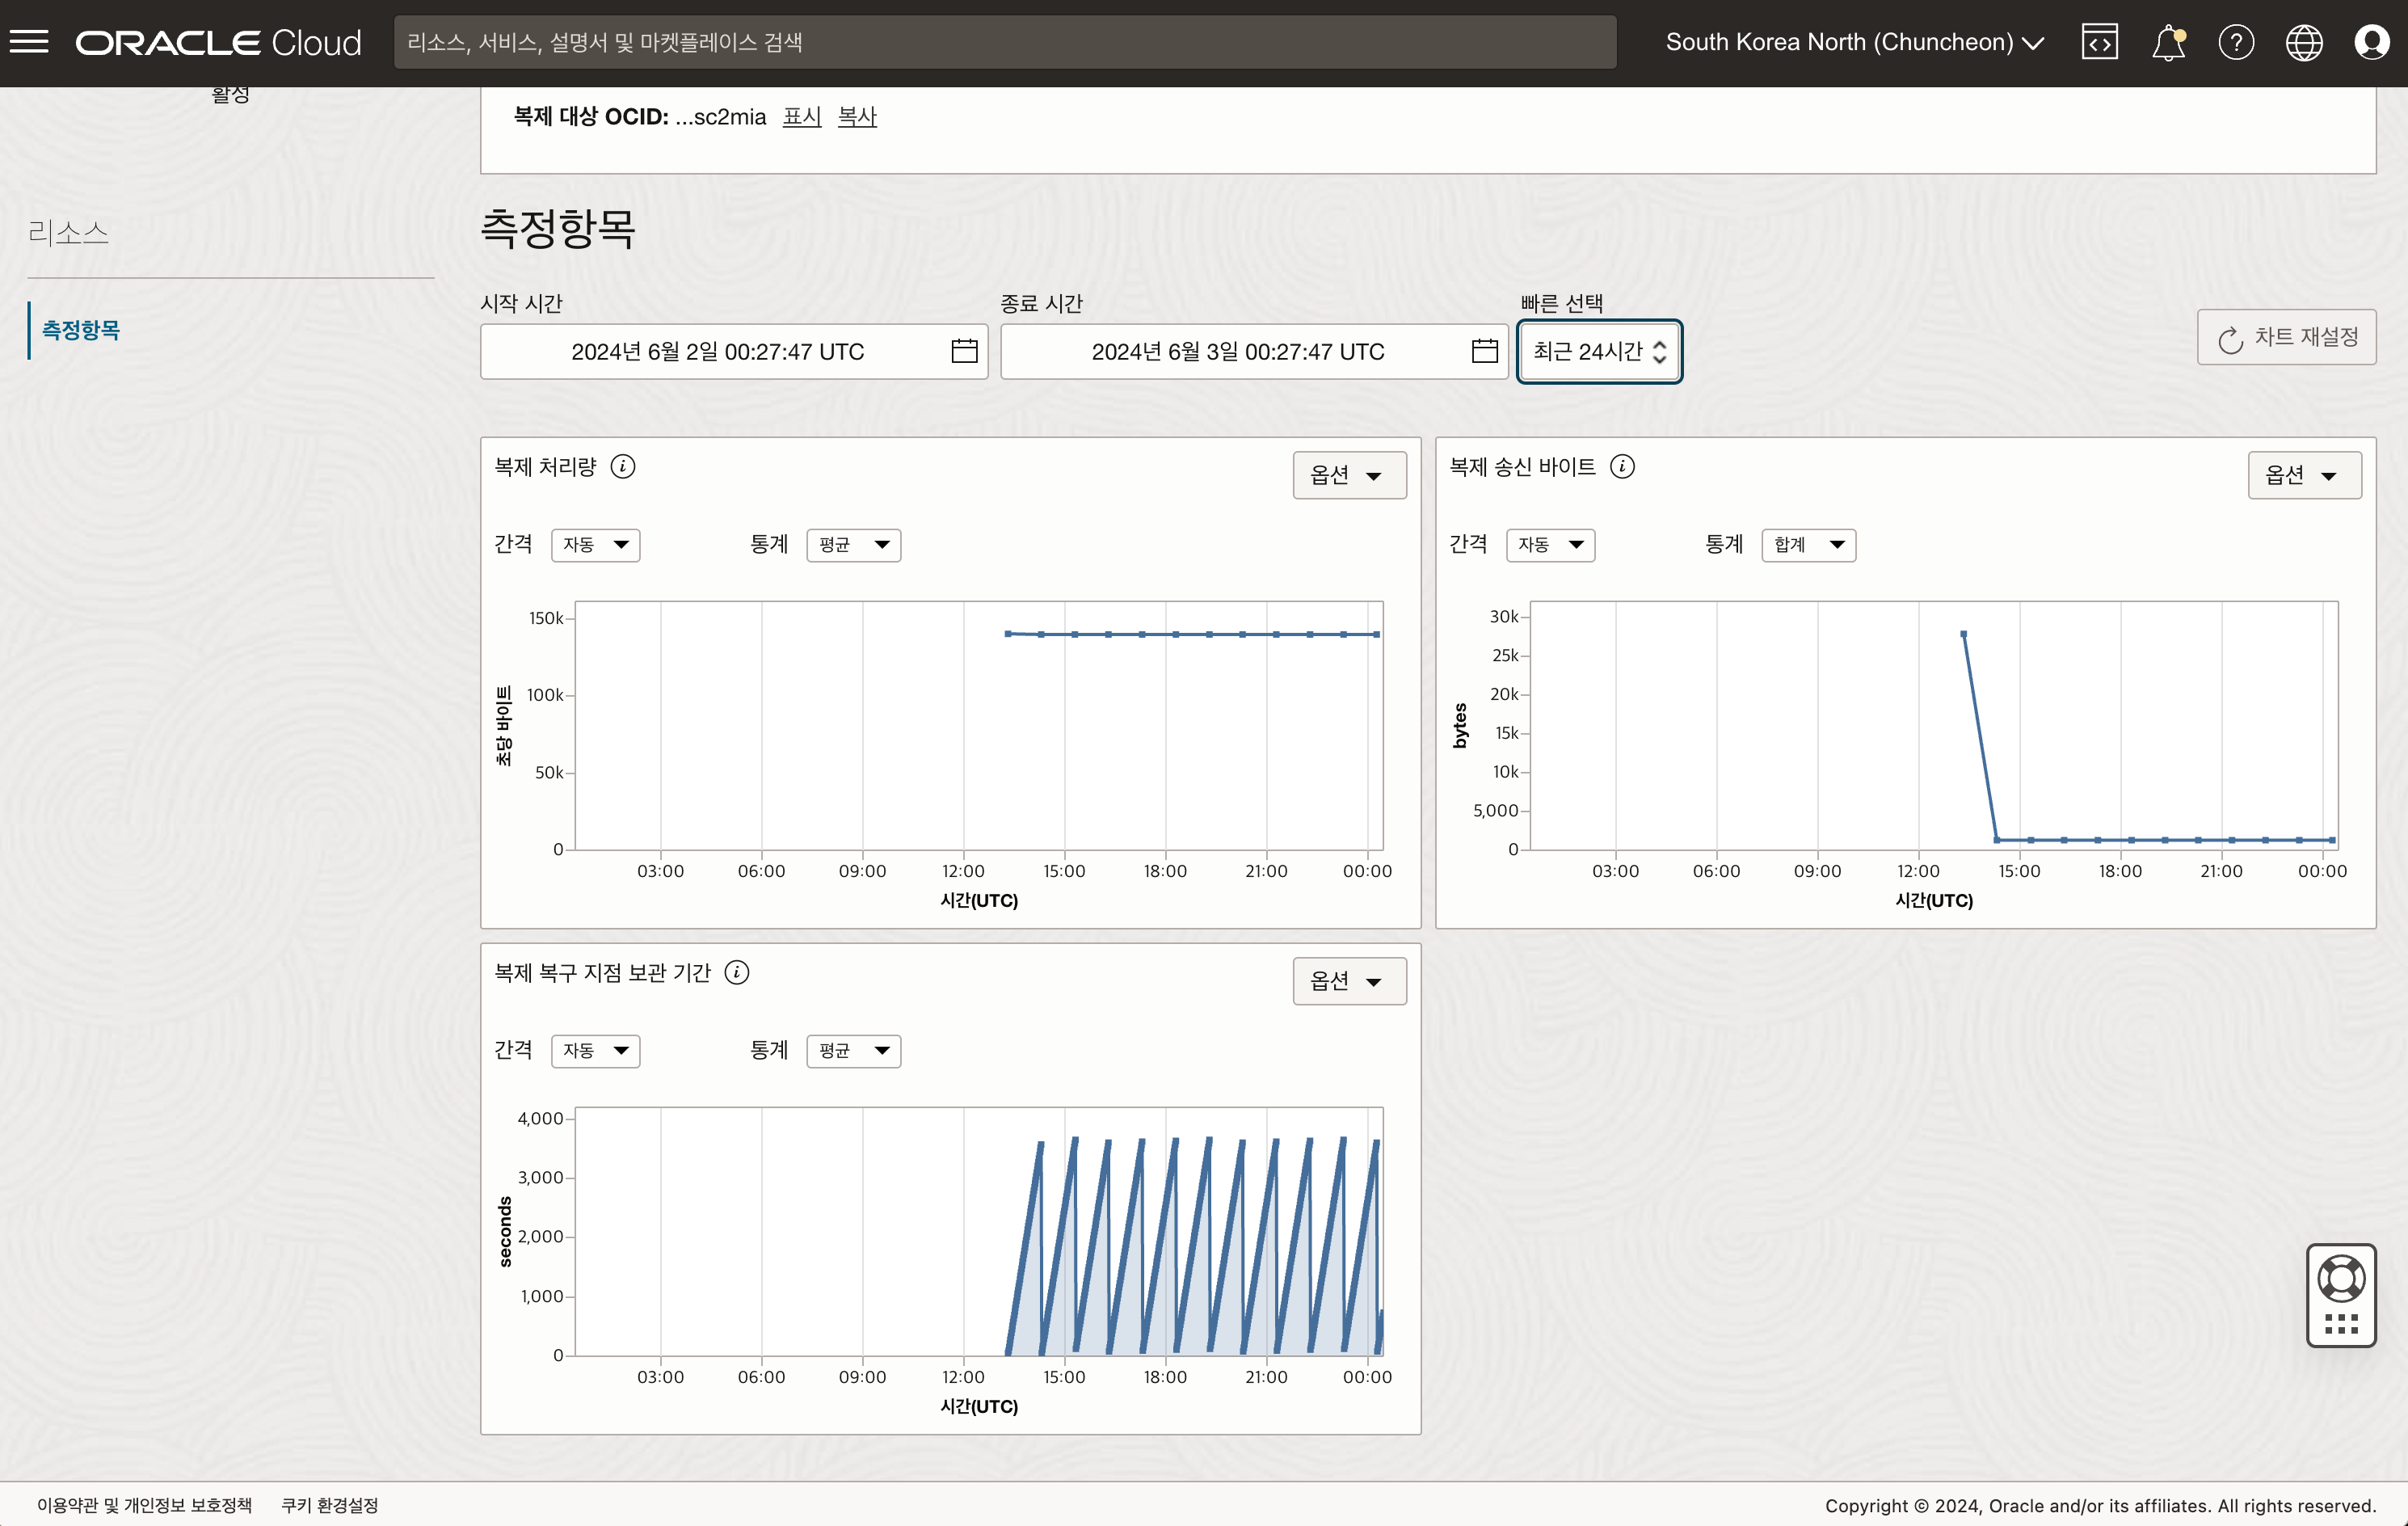 ORACLE Cloud
리소스, 서비스, 설명서 및 마켓플레이스 검색
South Korea North (Chuncheon)
활성
복제 대상 OCID: ...sc2mia 표시 복사
리소스
측정항목
측정항목
시작 시간
종료 시간
빠른 선택
2024년 6월 2일 00:27:47 UTC
2024년 6월 3일 00:27:47 UTC
최근 24시간
차트 재설정
복제 처리량
옵션
간격 자동 통계 평균
초당 바이트
150k
100k
50k
0
03:00 06:00 09:00 12:00 15:00 18:00 21:00 00:00
시간(UTC)
복제 송신 바이트
옵션
간격 자동 통계 합계
bytes
30k
25k
20k
15k
10k
5,000
0
03:00 06:00 09:00 12:00 15:00 18:00 21:00 00:00
시간(UTC)
복제 복구 지점 보관 기간
옵션
간격 자동 통계 평균
seconds
4,000
3,000
2,000
1,000
0
03:00 06:00 09:00 12:00 15:00 18:00 21:00 00:00
시간(UTC)
이용약관 및 개인정보 보호정책 쿠키 환경설정
Copyright © 2024, Oracle and/or its affiliates. All rights reserved.